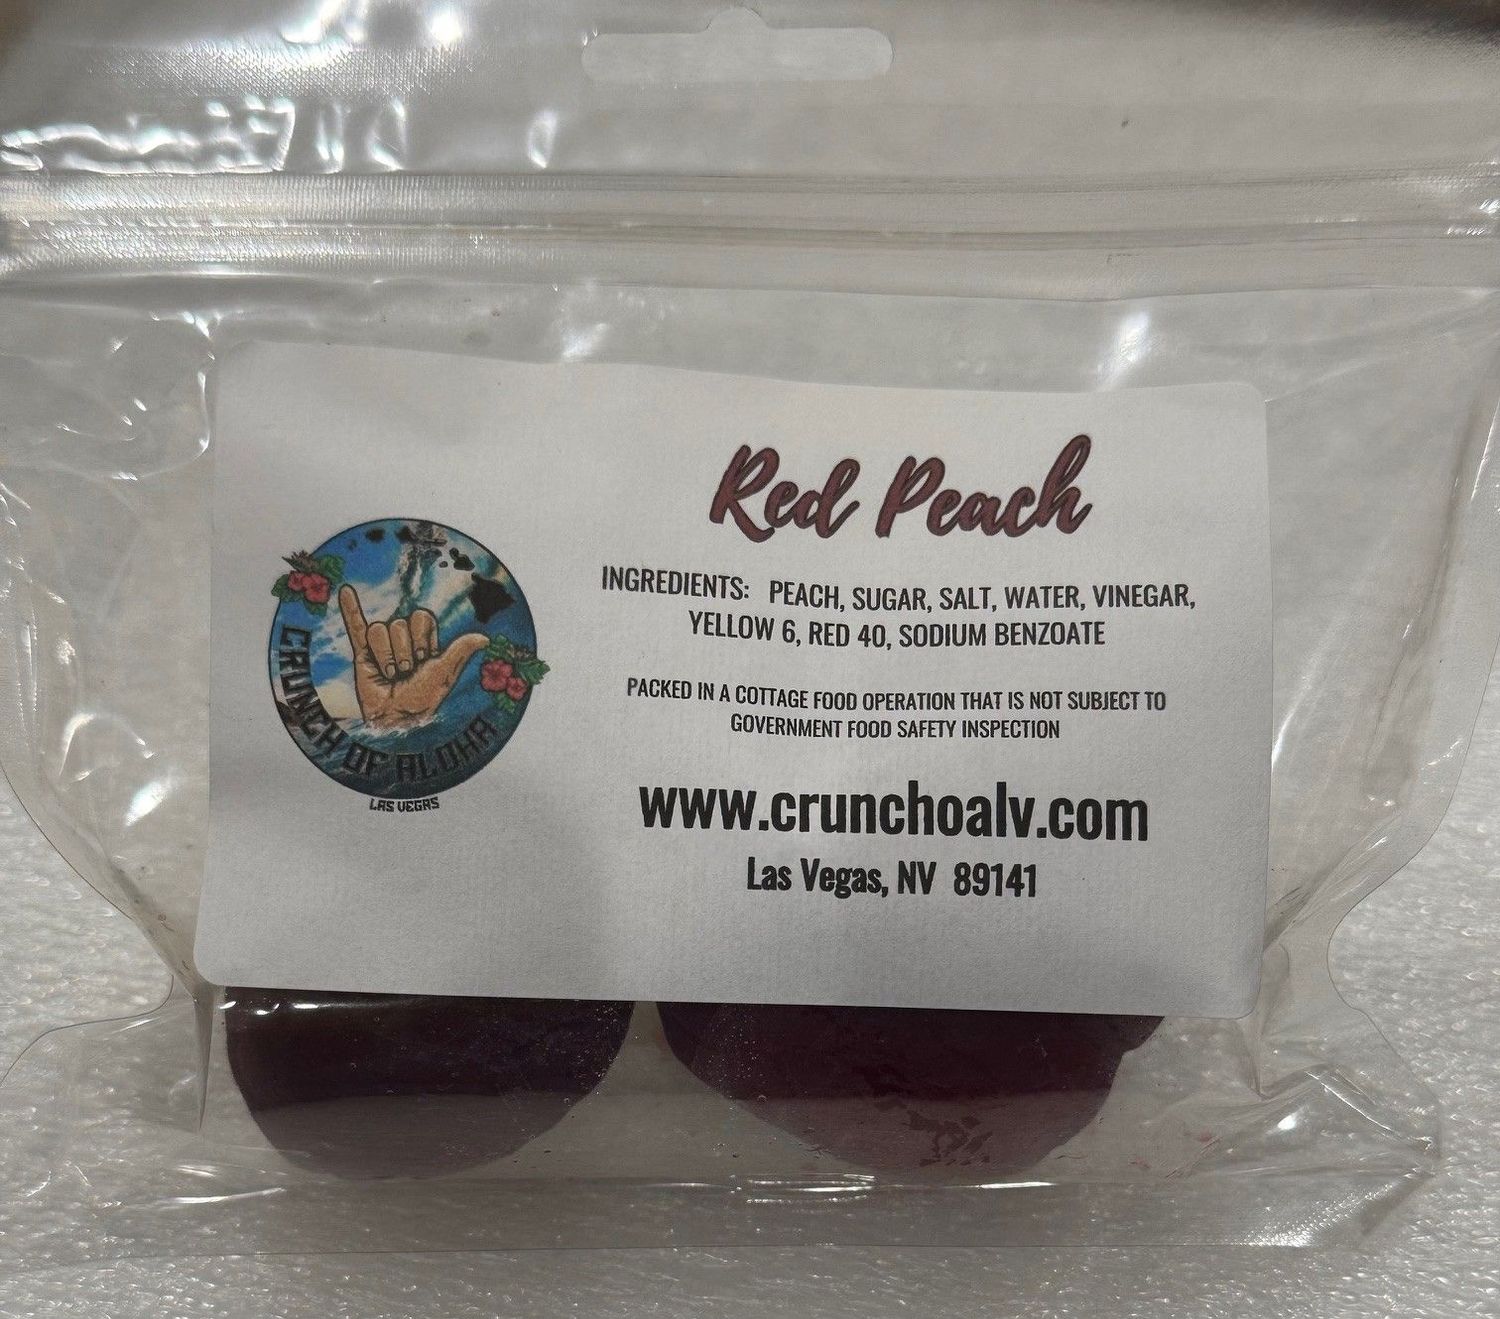 Red Peach
INGREDIENTS: PEACH, SUGAR, SALT, WATER, VINEGAR,
YELLOW 6, RED 40, SODIUM BENZOATE
PACKED IN A COTTAGE FOOD OPERATION THAT IS NOT SUBJECT TO
GOVERNMENT FOOD SAFETY INSPECTION
www.crunchoalv.com
Las Vegas, NV 89141
CRUNCH OF ALOHA
LAS VEGAS